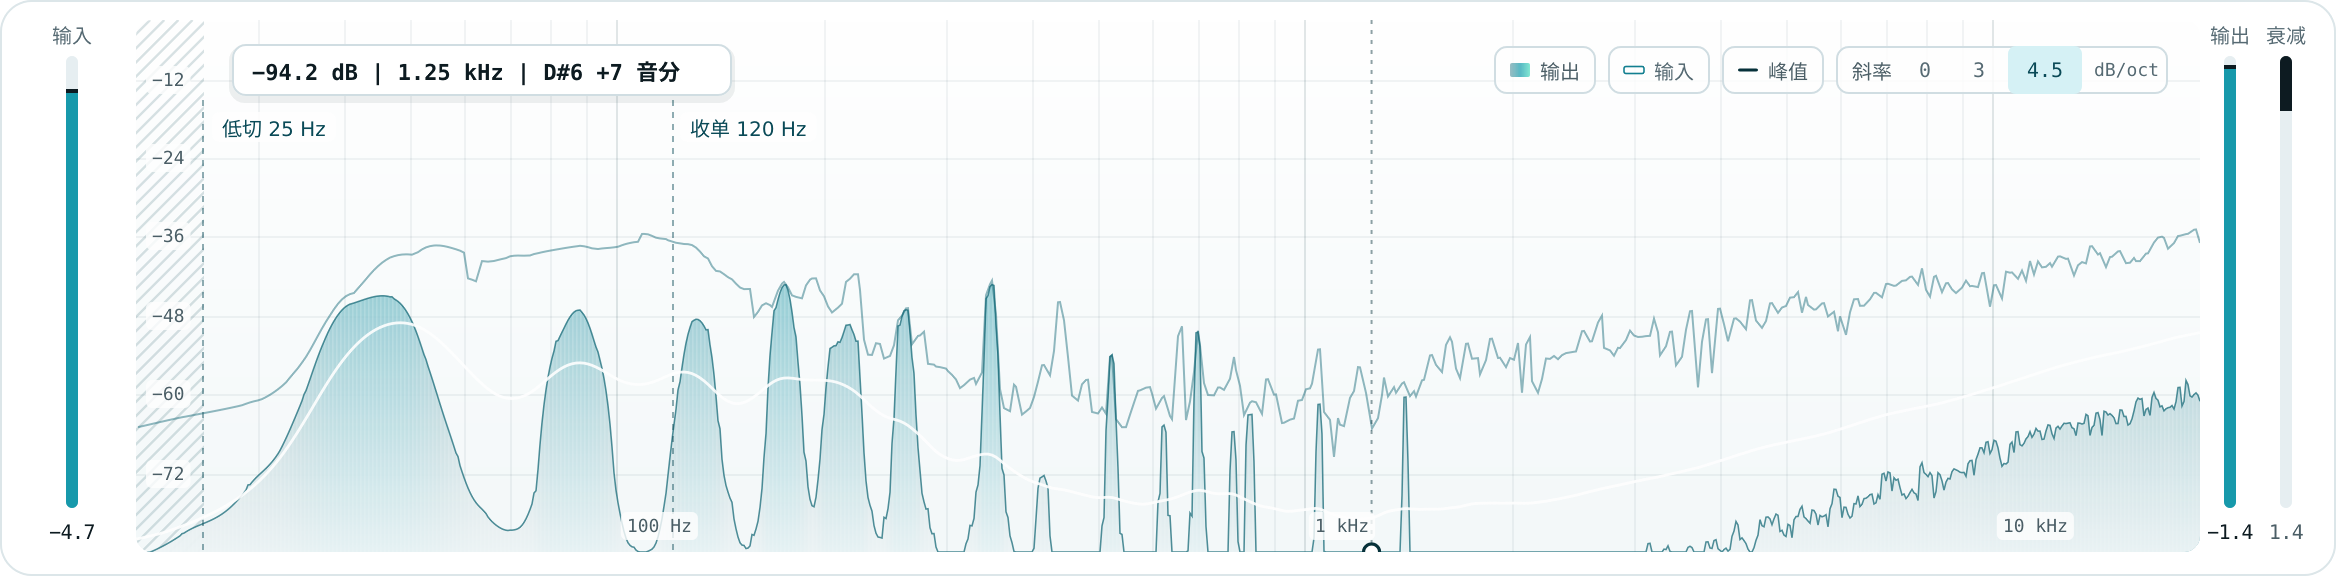 输入
输出 衰减
−94.2 dB | 1.25 kHz | D#6 +7 音分
输出
输入
峰值
斜率 0 3 4.5 dB/oct
−12
低切 25 Hz
收单 120 Hz
−24
−36
−48
−60
−72
100 Hz
1 kHz
10 kHz
−4.7
−1.4 1.4